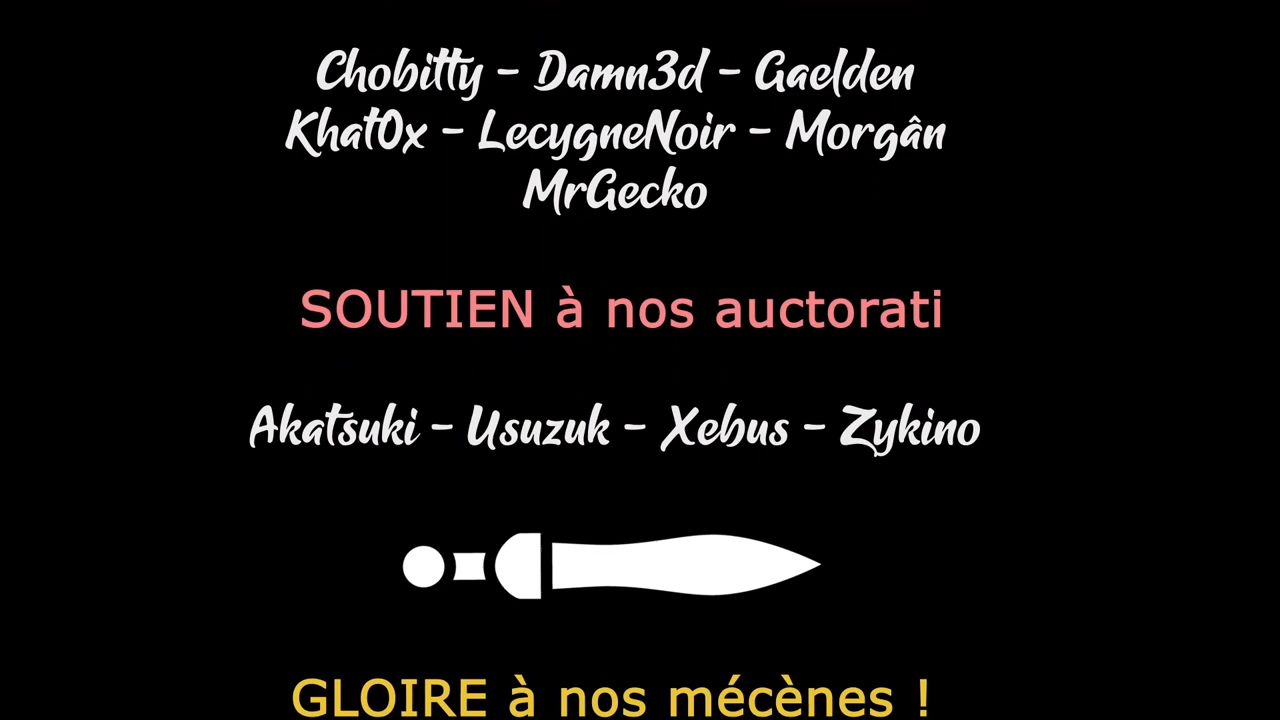 Chobitty - Damn3d - Gaelden
Khat0x - LecygneNoir - Morgân
MrGecko
SOUTIEN à nos auctorati
Akatsuki - Usuzuk - Xebus - Zykino
GLOIRE à nos mécènes !